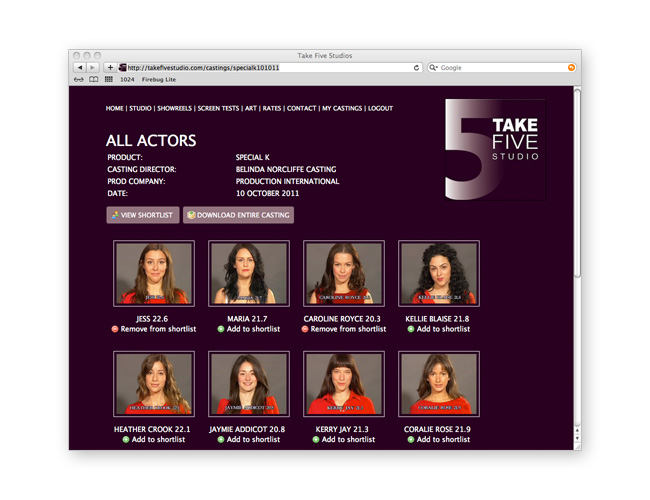 Take Five Studios
http://takefivestudio.com/castings/specialk101011
Google
1024 Firebug Lite
HOME | STUDIO | SHOWREELS | SCREEN TESTS | ART | RATES | CONTACT | MY CASTINGS | LOGOUT
5 TAKE
FIVE
STUDIO
ALL ACTORS
PRODUCT: SPECIAL K
CASTING DIRECTOR: BELINDA NORCLIFFE CASTING
PROD COMPANY: PRODUCTION INTERNATIONAL
DATE: 10 OCTOBER 2011
VIEW SHORTLIST DOWNLOAD ENTIRE CASTING
CAROLINE ROYCE 20.3 KELLIE BLAISE 21.8
JESS 22.6 MARIA 21.7 CAROLINE ROYCE 20.3 KELLIE BLAISE 21.8
Remove from shortlist Add to shortlist Remove from shortlist Add to shortlist
HEATHER CROOK 22.1 JAYMIE ADDICOT 20.8 KERRY JAY 21.3 CORALIE ROSE 21.9
HEATHER CROOK 22.1 JAYMIE ADDICOT 20.8 KERRY JAY 21.3 CORALIE ROSE 21.9
Add to shortlist Add to shortlist Add to shortlist Add to shortlist